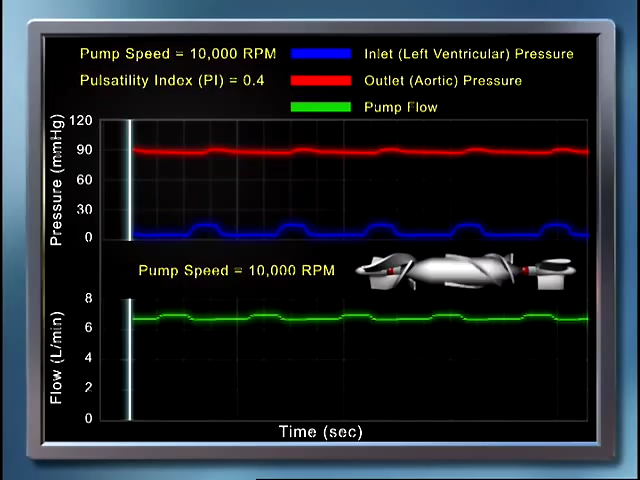 Pump Speed = 10,000 RPM
Inlet (Left Ventricular) Pressure
Pulsatility Index (PI) = 0.4
Outlet (Aortic) Pressure
Pump Flow
Pressure (mmHg)
120
90
60
30
0
Pump Speed = 10,000 RPM
Flow (L/min)
8
6
4
2
0
Time (sec)